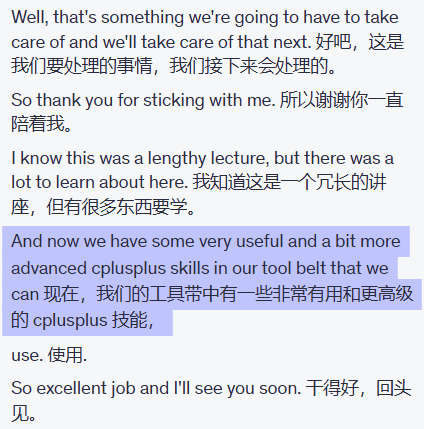 Well, that's something we're going to have to take
care of and we'll take care of that next. 好吧，这是
我们要处理的事情，我们接下来会处理的。
So thank you for sticking with me. 所以谢谢你一直
陪着我。
I know this was a lengthy lecture, but there was a
lot to learn about here. 我知道这是一个冗长的讲
座，但有很多东西要学。
And now we have some very useful and a bit more
advanced cplusplus skills in our tool belt that we
can 现在，我们的工具带中有一些非常有用和更高级
的 cplusplus 技能，
use. 使用.
So excellent job and I'll see you soon. 干得好，回头
见。